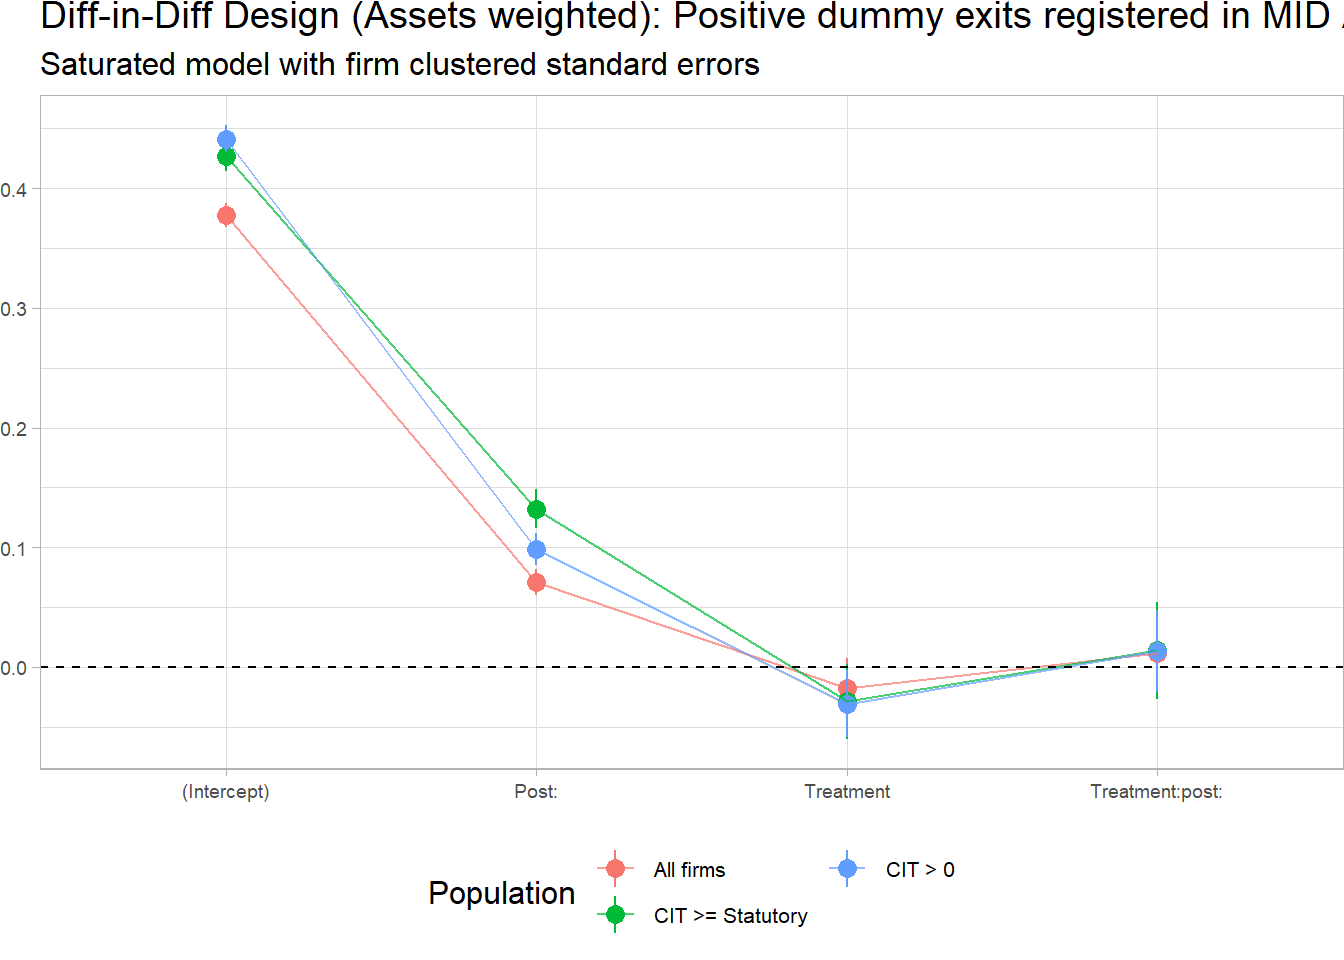 Diff-in-Diff Design (Assets weighted): Positive dummy exits registered in MID
Saturated model with firm clustered standard errors
0.4
0.3
0.2
0.1
0.0
(Intercept) Post: Treatment Treatment:post:
Population
All firms CIT > 0
CIT >= Statutory